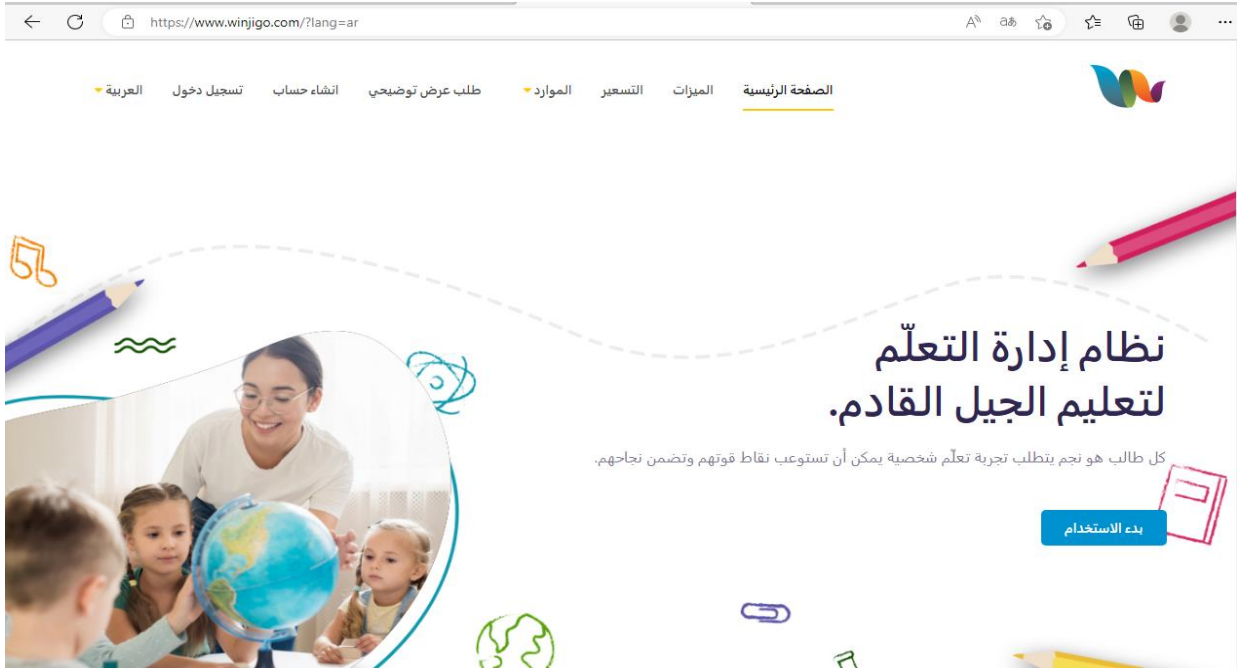 https://www.winjigo.com/?lang=ar
الصفحة الرئيسية
الميزات
التسعير
الموارد
طلب عرض توضيحي
انشاء حساب
تسجيل دخول
العربية
نظام إدارة التعلّم
لتعليم الجيل القادم.
كل طالب هو نجم يتطلب تجربة تعلّم شخصية يمكن أن تستوعب نقاط قوتهم وتضمن نجاحهم.
بدء الاستخدام